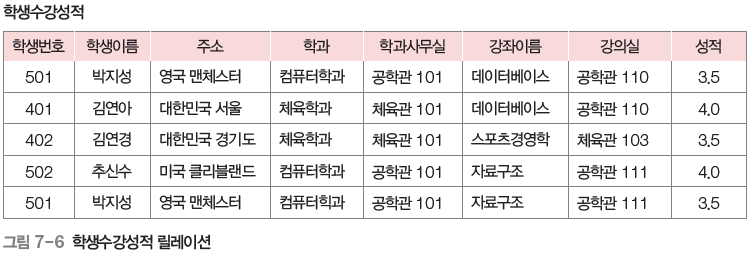 학생수강성적
학생번호 학생이름 주소 학과 학과사무실 강좌이름 강의실 성적
501 박지성 영국 맨체스터 컴퓨터학과 공학관 101 데이터베이스 공학관 110 3.5
401 김연아 대한민국 서울 체육학과 체육관 101 데이터베이스 공학관 110 4.0
402 김연경 대한민국 경기도 체육학과 체육관 101 스포츠경영학 체육관 103 3.5
502 추신수 미국 클리블랜드 컴퓨터학과 공학관 101 자료구조 공학관 111 4.0
501 박지성 영국 맨체스터 컴퓨터학과 공학관 101 자료구조 공학관 111 3.5
그림 7-6 학생수강성적 릴레이션